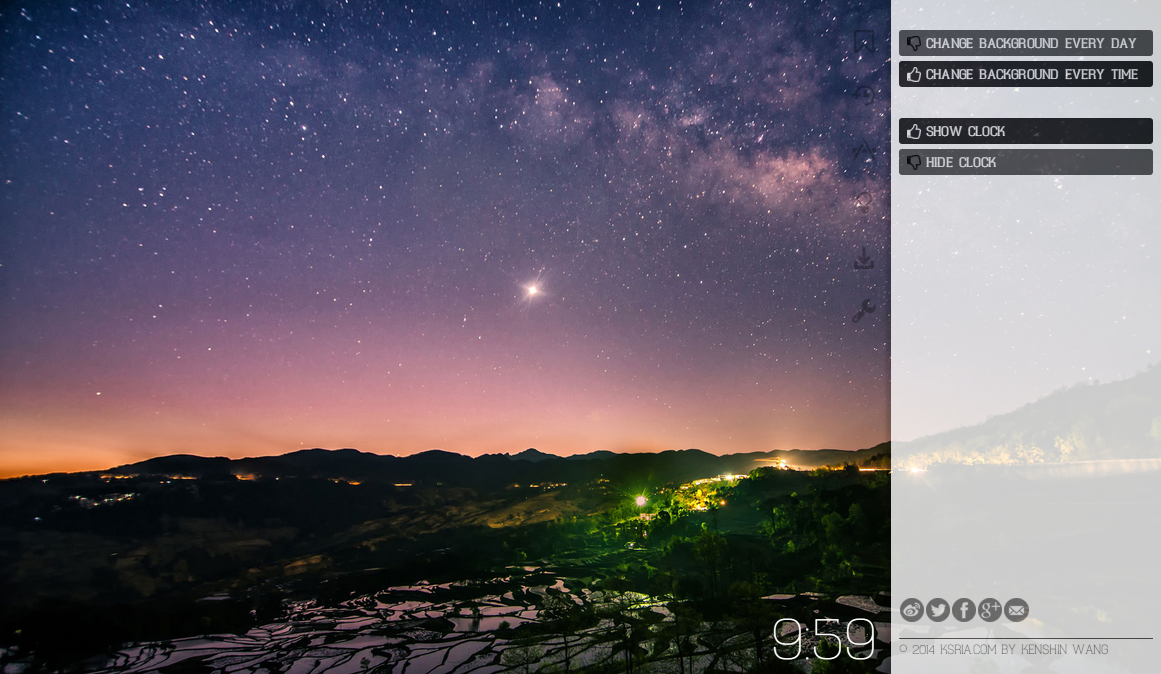 CHANGE BACKGROUND EVERY DAY
CHANGE BACKGROUND EVERY TIME
SHOW CLOCK
HIDE CLOCK
9:59
© 2014 KSRIA.COM BY KENSHIN WANG